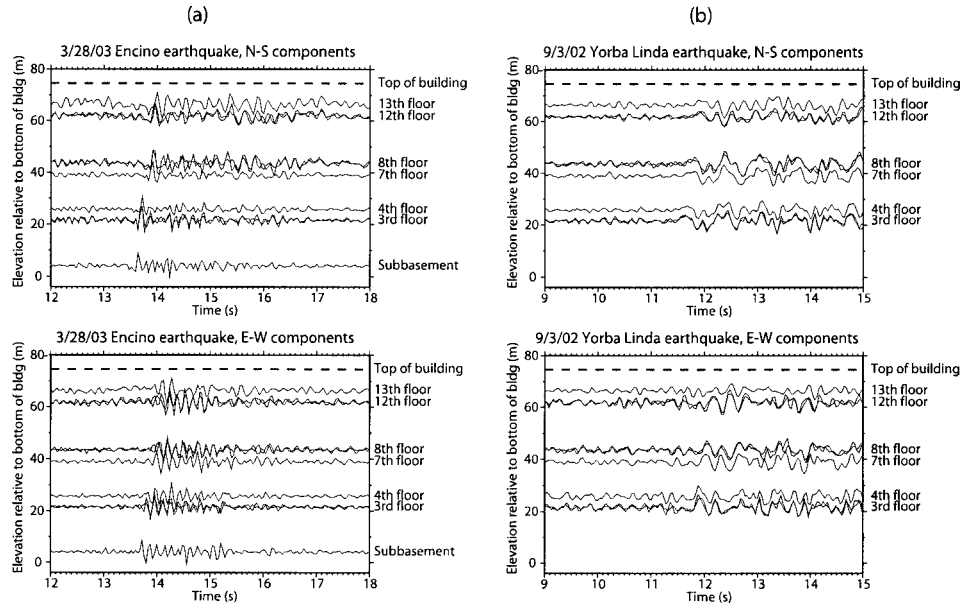 (a)
3/28/03 Encino earthquake, N-S components
Elevation relative to bottom of bldg (m)
80
60
40
20
0
Top of building
13th floor
12th floor
8th floor
7th floor
4th floor
3rd floor
Subbasement
12 13 14 15 16 17 18
Time (s)
3/28/03 Encino earthquake, E-W components
Elevation relative to bottom of bldg (m)
80
60
40
20
0
Top of building
13th floor
12th floor
8th floor
7th floor
4th floor
3rd floor
Subbasement
12 13 14 15 16 17 18
Time (s)
(b)
9/3/02 Yorba Linda earthquake, N-S components
Elevation relative to bottom of bldg (m)
80
60
40
20
0
Top of building
13th floor
12th floor
8th floor
7th floor
4th floor
3rd floor
9 10 11 12 13 14 15
Time (s)
9/3/02 Yorba Linda earthquake, E-W components
Elevation relative to bottom of bldg (m)
80
60
40
20
0
Top of building
13th floor
12th floor
8th floor
7th floor
4th floor
3rd floor
9 10 11 12 13 14 15
Time (s)